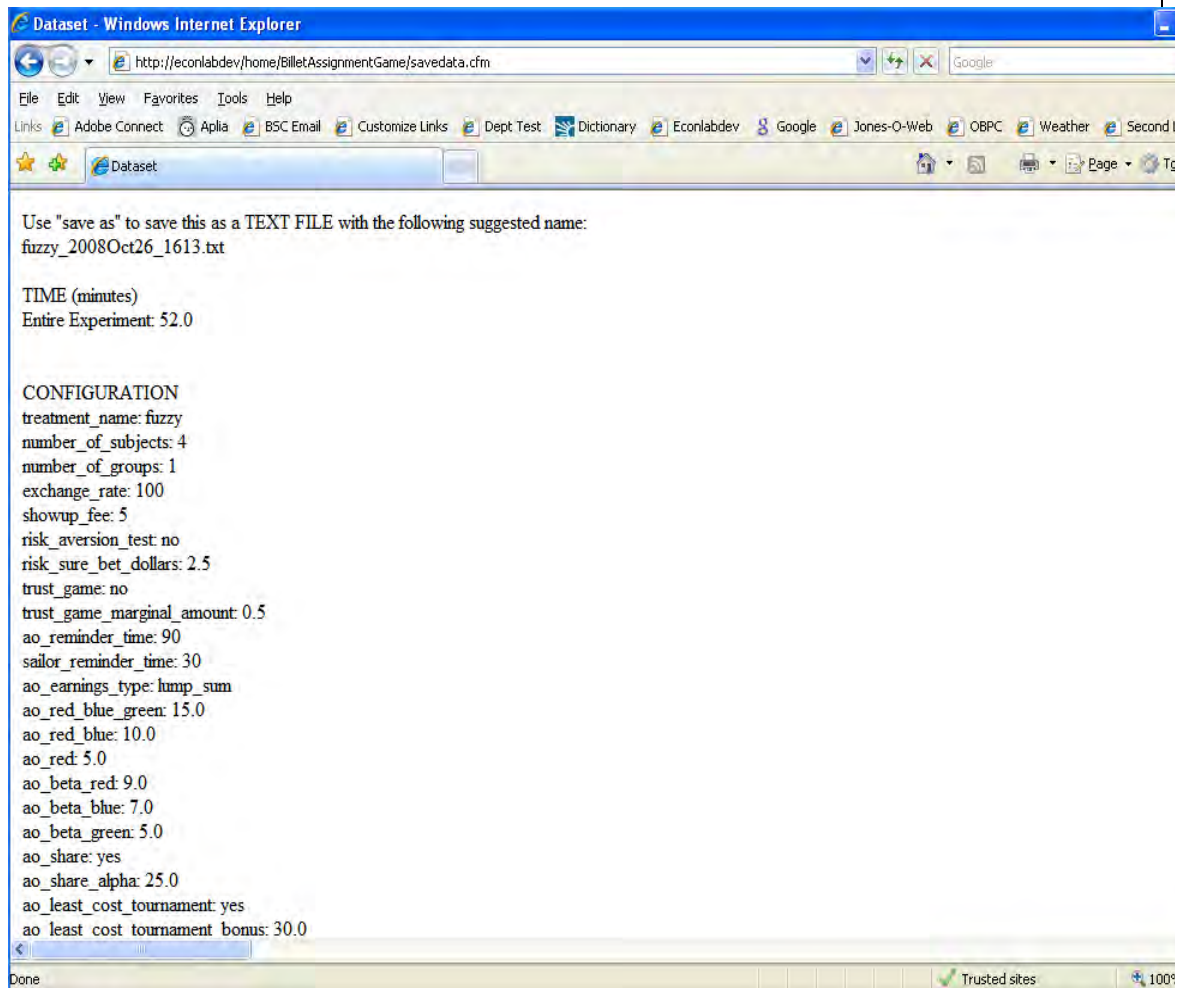 Dataset - Windows Internet Explorer
http://econlabdev/home/BilletAssignmentGame/savedata.cfm
Google
File Edit View Favorites Tools Help
Links Adobe Connect Aplia BSC Email Customize Links Dept Test Dictionary Econlabdev Google Jones-O-Web OBPC Weather Second
Dataset
Page
Use "save as" to save this as a TEXT FILE with the following suggested name:
fuzzy_2008Oct26_1613.txt
TIME (minutes)
Entire Experiment: 52.0
CONFIGURATION
treatment_name: fuzzy
number_of_subjects: 4
number_of_groups: 1
exchange_rate: 100
showup_fee: 5
risk_aversion_test: no
risk_sure_bet_dollars: 2.5
trust_game: no
trust_game_marginal_amount: 0.5
ao_reminder_time: 90
sailor_reminder_time: 30
ao_earnings_type: lump_sum
ao_red_blue_green: 15.0
ao_red_blue: 10.0
ao_red: 5.0
ao_beta_red: 9.0
ao_beta_blue: 7.0
ao_beta_green: 5.0
ao_share: yes
ao_share_alpha: 25.0
ao_least_cost_tournament: yes
ao_least_cost_tournament_bonus: 30.0
Done
Trusted sites
100%